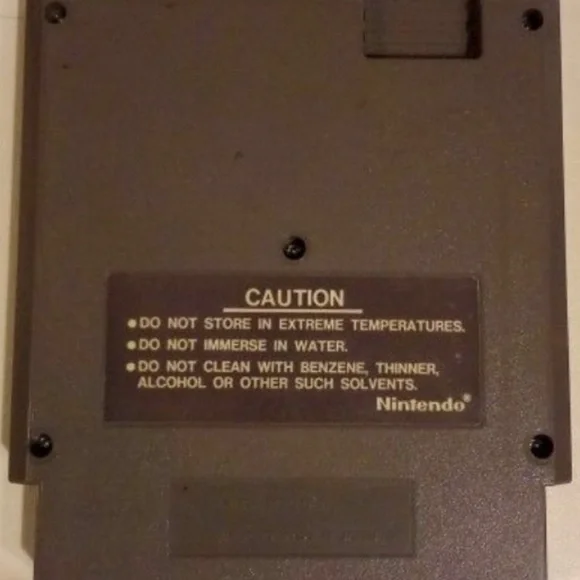 CAUTION
• DO NOT STORE IN EXTREME TEMPERATURES.
• DO NOT IMMERSE IN WATER.
• DO NOT CLEAN WITH BENZENE, THINNER,
ALCOHOL OR OTHER SUCH SOLVENTS.
Nintendo®